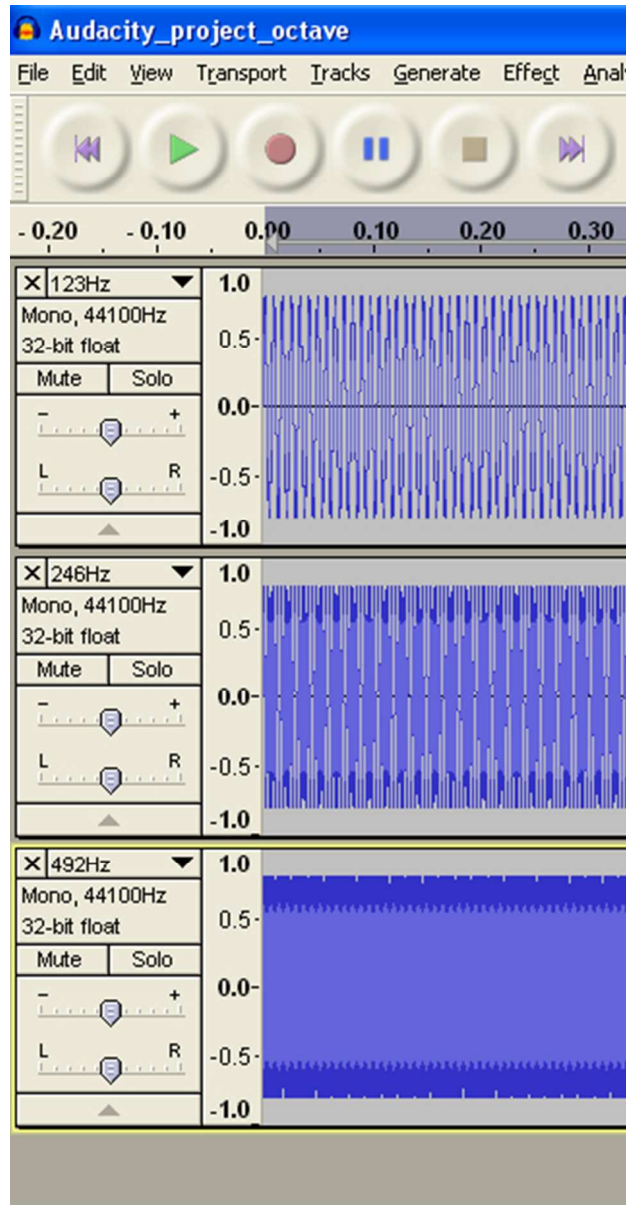 Audacity_project_octave
File Edit View Transport Tracks Generate Effect Anal
- 0.20 - 0.10 0.00 0.10 0.20 0.30
X 123Hz
Mono, 44100Hz
32-bit float
Mute Solo
- +
L R
1.0
0.5-
0.0-
-0.5-
-1.0
X 246Hz
Mono, 44100Hz
32-bit float
Mute Solo
- +
L R
1.0
0.5-
0.0-
-0.5-
-1.0
X 492Hz
Mono, 44100Hz
32-bit float
Mute Solo
- +
L R
1.0
0.5-
0.0-
-0.5-
-1.0